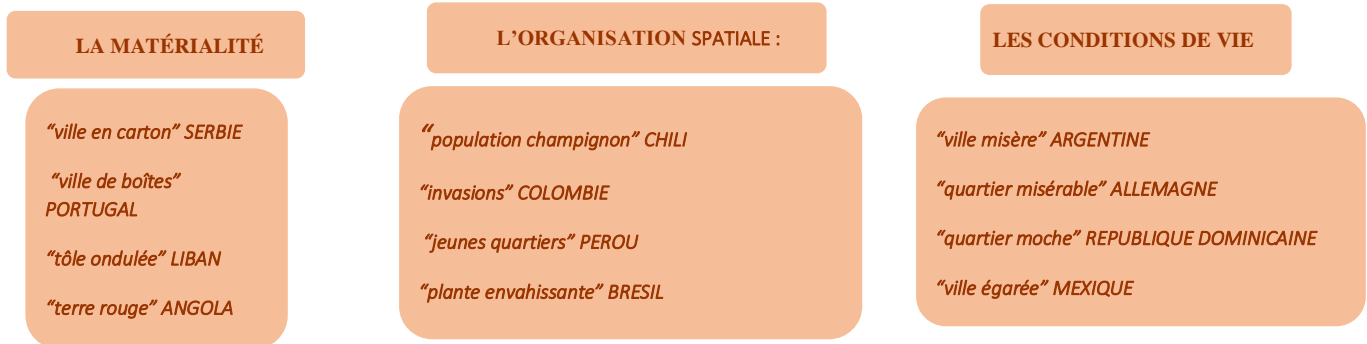 LA MATÉRIALITÉ
“ville en carton” SERBIE
“ville de boîtes”
PORTUGAL
“tôle ondulée” LIBAN
“terre rouge” ANGOLA
L’ORGANISATION SPATIALE :
“population champignon” CHILI
“invasions” COLOMBIE
“jeunes quartiers” PEROU
“plante envahissante” BRESIL
LES CONDITIONS DE VIE
“ville misère” ARGENTINE
“quartier misérable” ALLEMAGNE
“quartier moche” REPUBLIQUE DOMINICAINE
“ville égarée” MEXIQUE